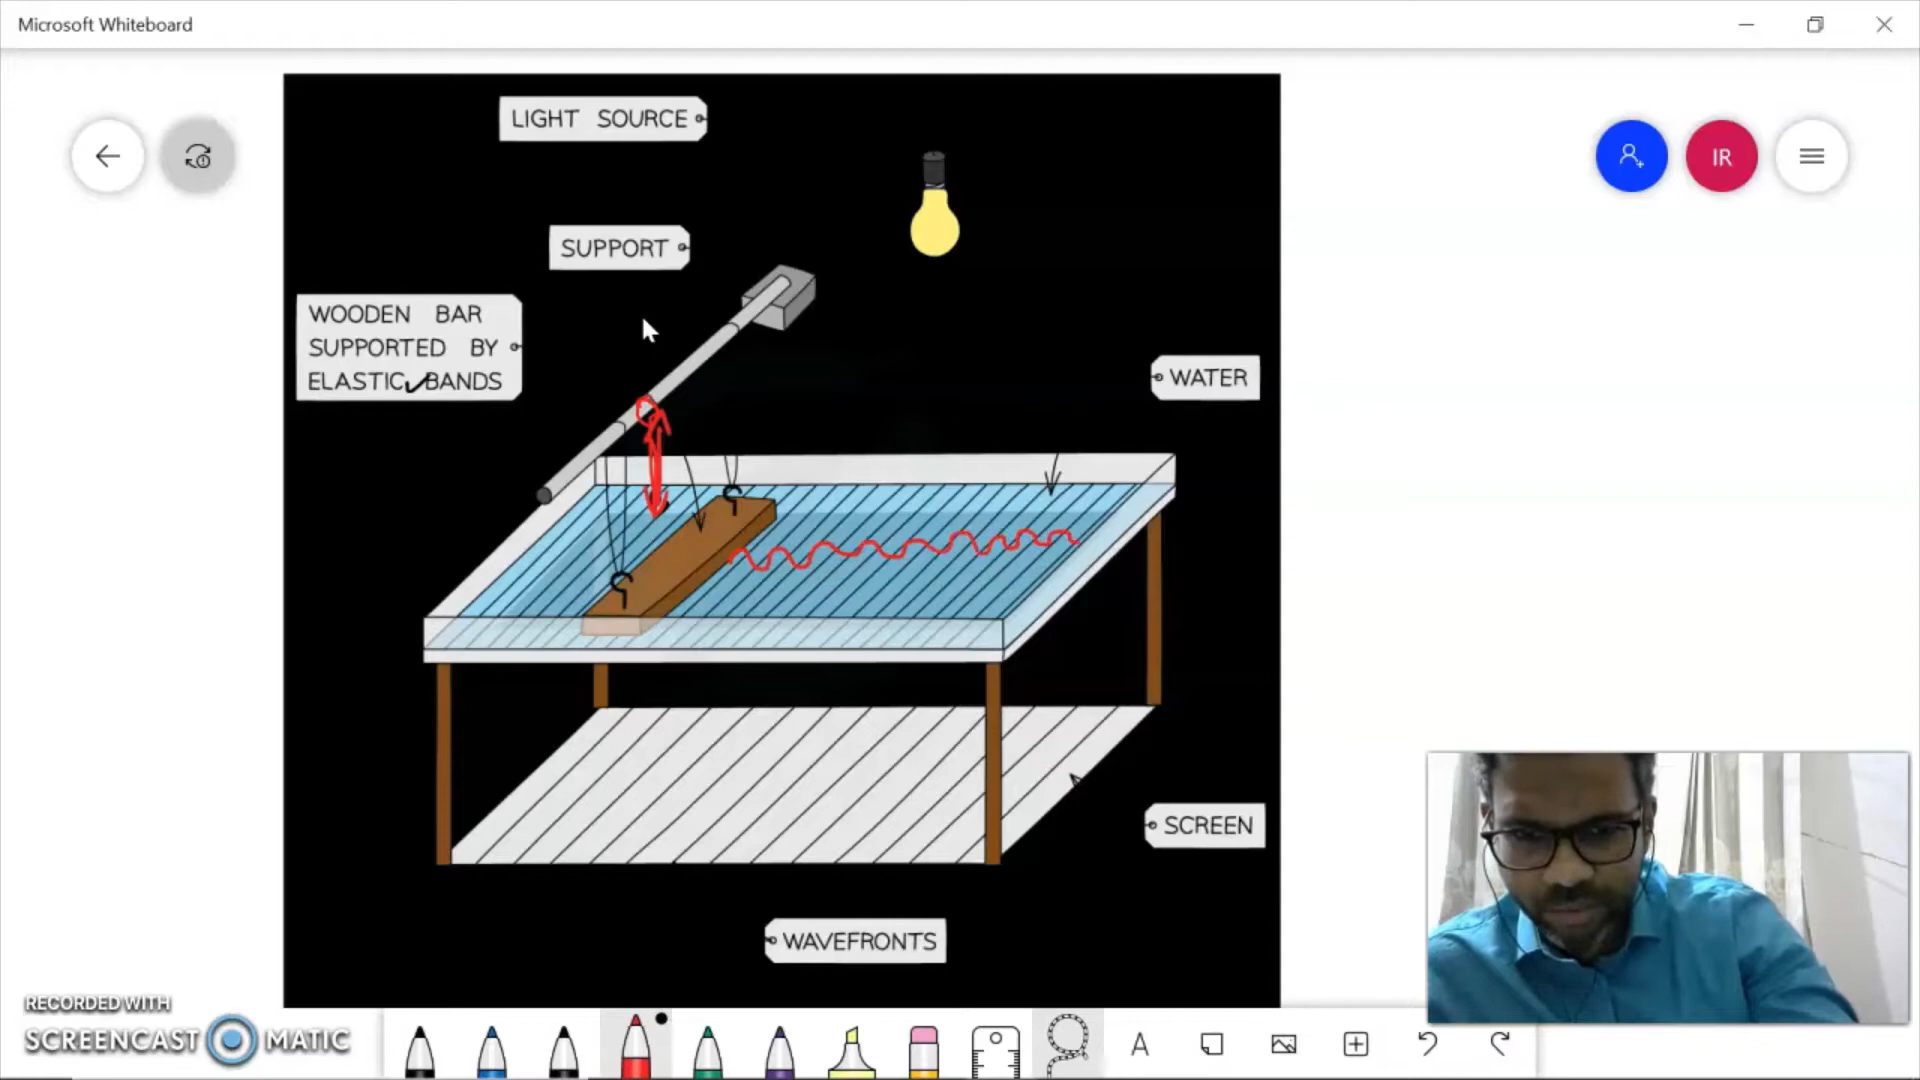 Microsoft Whiteboard
LIGHT SOURCE
SUPPORT
WOODEN BAR
SUPPORTED BY
ELASTIC BANDS
IR
WATER
SCREEN
WAVEFRONTS
RECORDED WITH
SCREENCAST MATIC
A